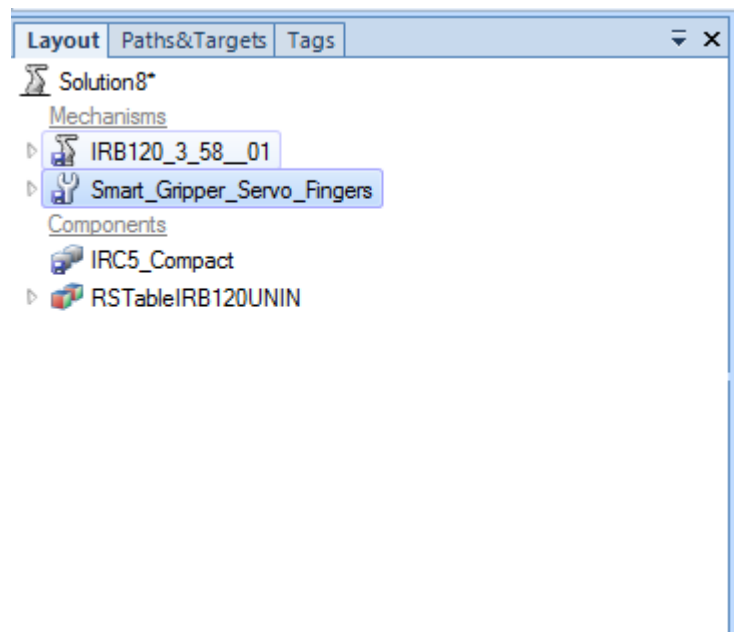 Layout Paths&Targets Tags
Solution8*
Mechanisms
IRB120_3_58__01
Smart_Gripper_Servo_Fingers
Components
IRC5_Compact
RSTableIRB120UNIN